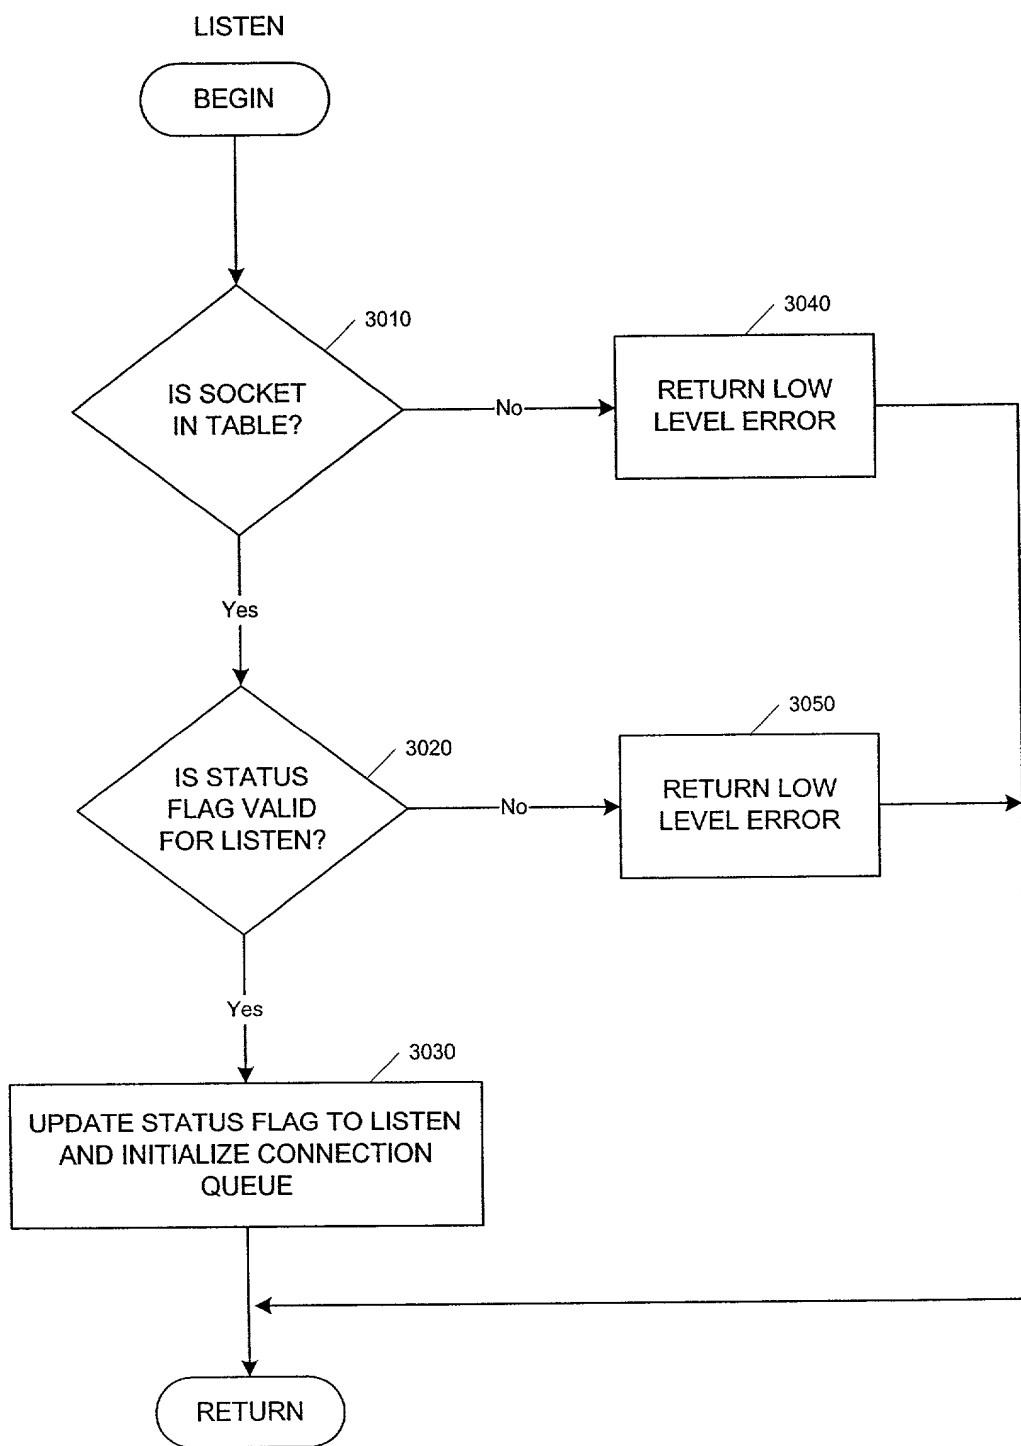 LISTEN
BEGIN
3010
IS SOCKET
IN TABLE?
No
3040
RETURN LOW
LEVEL ERROR
Yes
3020
IS STATUS
FLAG VALID
FOR LISTEN?
No
3050
RETURN LOW
LEVEL ERROR
Yes
3030
UPDATE STATUS FLAG TO LISTEN
AND INITIALIZE CONNECTION
QUEUE
RETURN